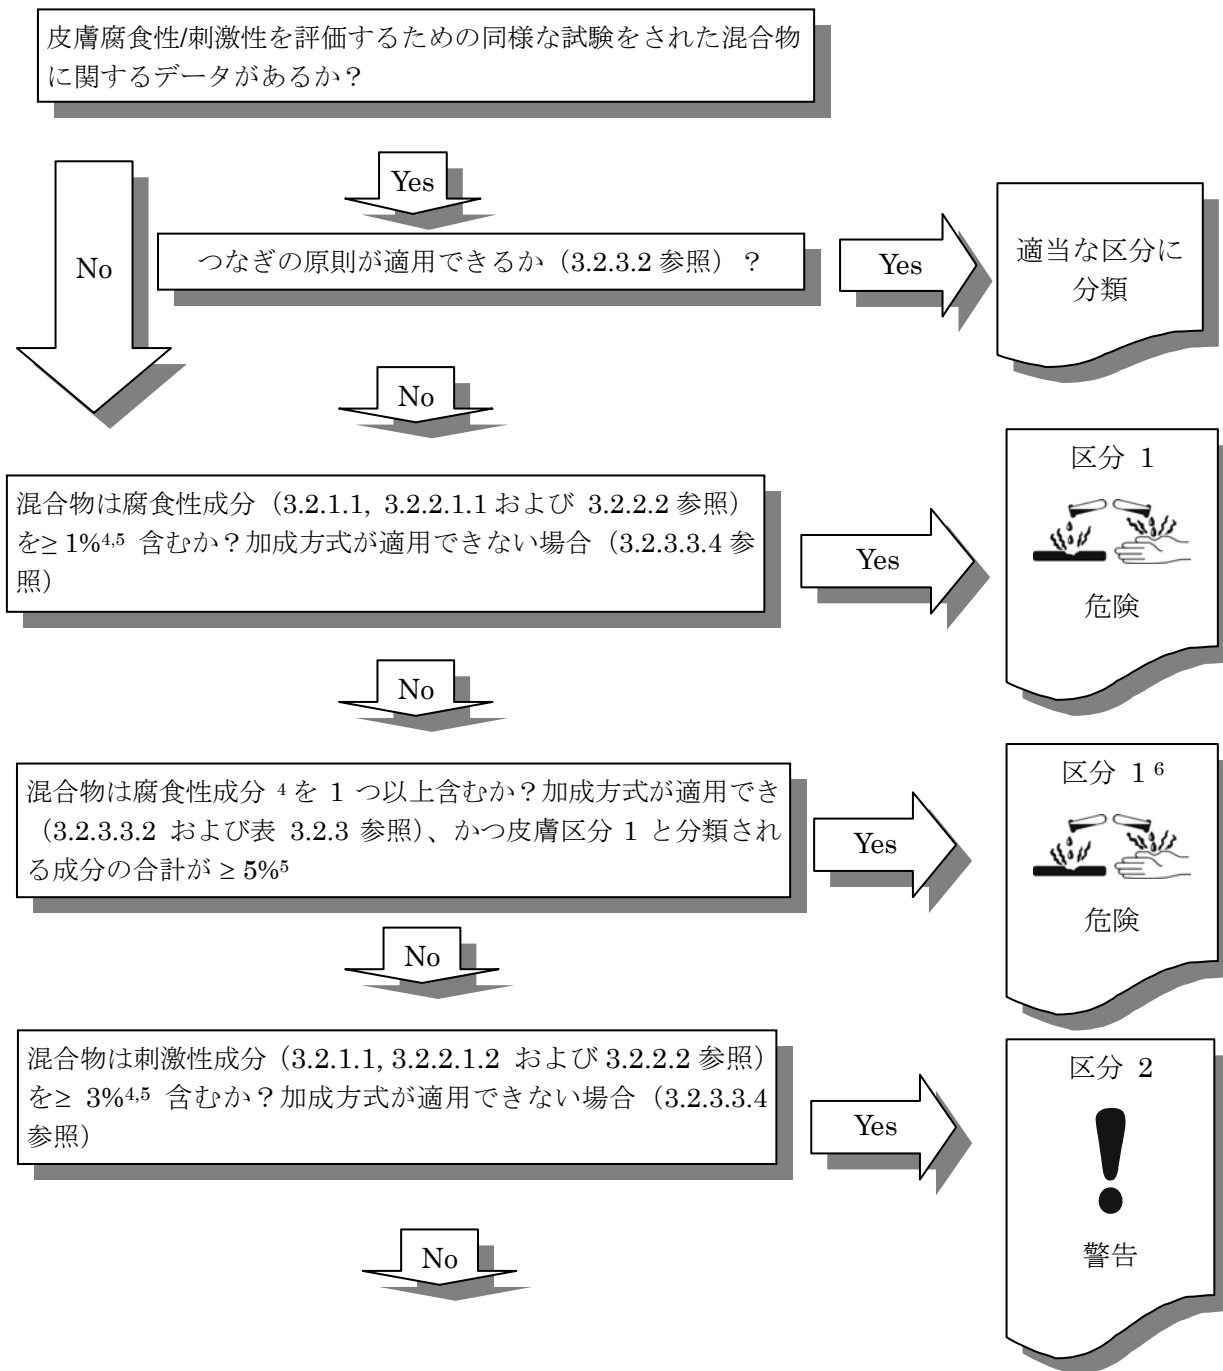 皮膚腐食性/刺激性を評価するための同様な試験をされた混合物
に関するデータがあるか？
Yes
No
つなぎの原則が適用できるか（3.2.3.2 参照）？
Yes
適当な区分に
分類
No
混合物は腐食性成分（3.2.1.1, 3.2.2.1.1 および 3.2.2.2 参照）
を≥ 1%4,5 含むか？加成方式が適用できない場合（3.2.3.3.4 参
照）
Yes
区分 1
危険
No
混合物は腐食性成分 4 を 1 つ以上含むか？加成方式が適用でき
（3.2.3.3.2 および表 3.2.3 参照）、かつ皮膚区分 1 と分類され
る成分の合計が ≥ 5%5
Yes
区分 1 6
危険
No
混合物は刺激性成分（3.2.1.1, 3.2.2.1.2 および 3.2.2.2 参照）
を≥ 3%4,5 含むか？加成方式が適用できない場合（3.2.3.3.4
参照）
Yes
区分 2
警告
No